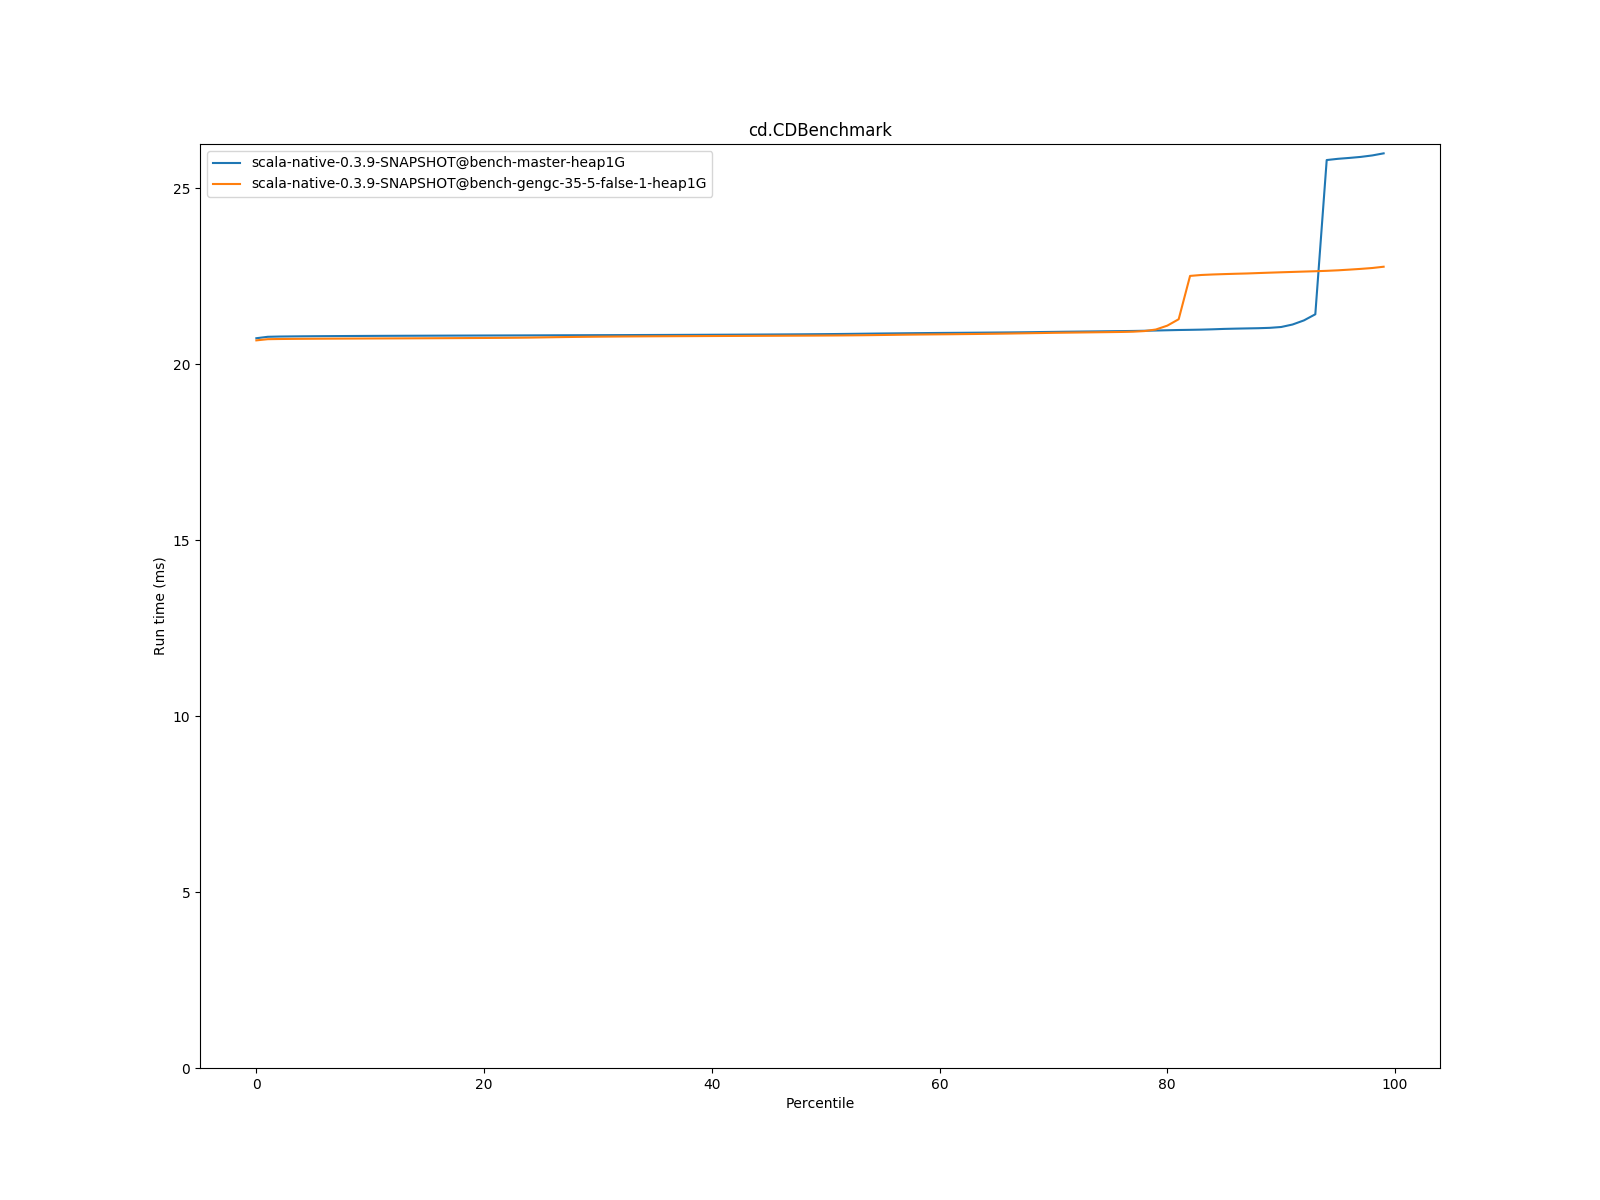 cd.CDBenchmark
scala-native-0.3.9-SNAPSHOT@bench-master-heap1G
scala-native-0.3.9-SNAPSHOT@bench-gengc-35-5-false-1-heap1G
25
20
15
10
5
0
Run time (ms)
0 20 40 60 80 100
Percentile